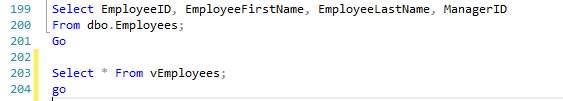 199 Select EmployeeID, EmployeeFirstName, EmployeeLastName, ManagerID
200 From dbo.Employees;
201 Go
202
203 Select * From vEmployees;
204 go